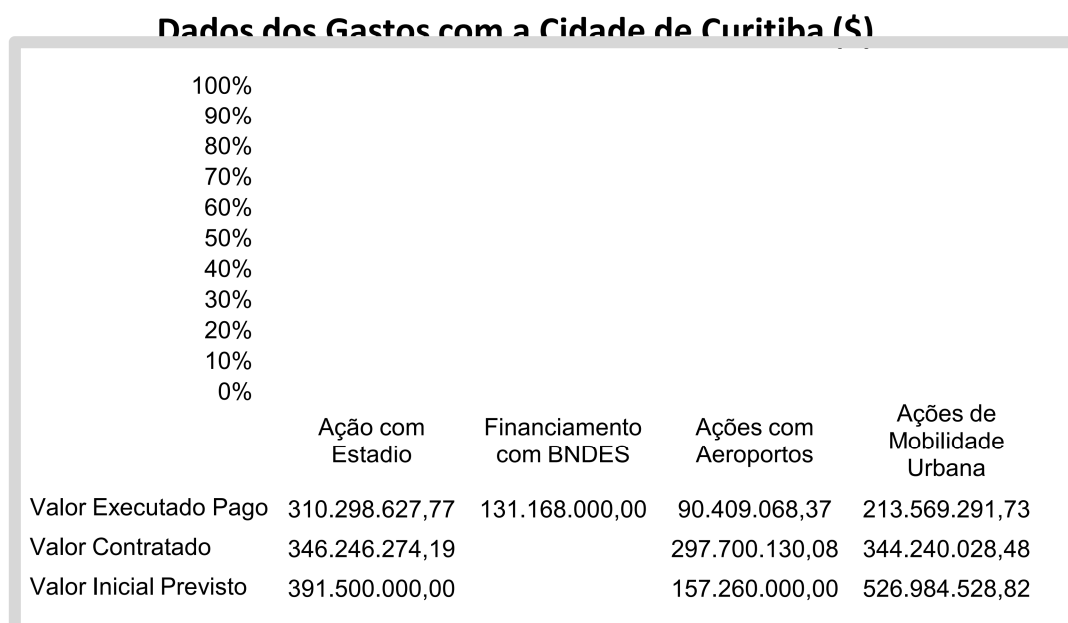 Dados dos Gastos com a Cidade de Curitiba ($)
100%
90%
80%
70%
60%
50%
40%
30%
20%
10%
0%
Ação com
Estadio
Financiamento
com BNDES
Ações com
Aeroportos
Ações de
Mobilidade
Urbana
Valor Executado Pago 310.298.627,77 131.168.000,00 90.409.068,37 213.569.291,73
Valor Contratado 346.246.274,19 297.700.130,08 344.240.028,48
Valor Inicial Previsto 391.500.000,00 157.260.000,00 526.984.528,82